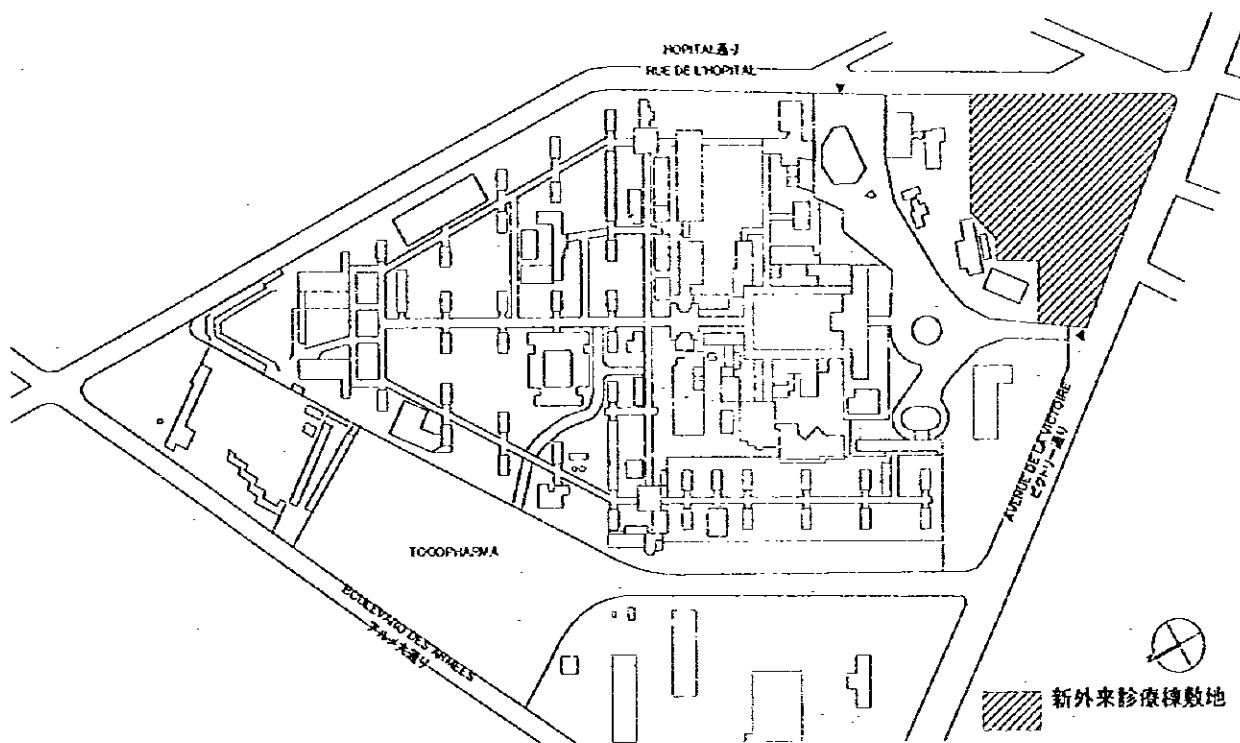 HOPITAL通り
RUE DE L'HOPITAL
AVENUE DE LA VICTOIRE
ビクトリー通り
TOGOPHARMA
BOULEVARD DES ARMEES
アルメ大通り
新外来診療棟敷地